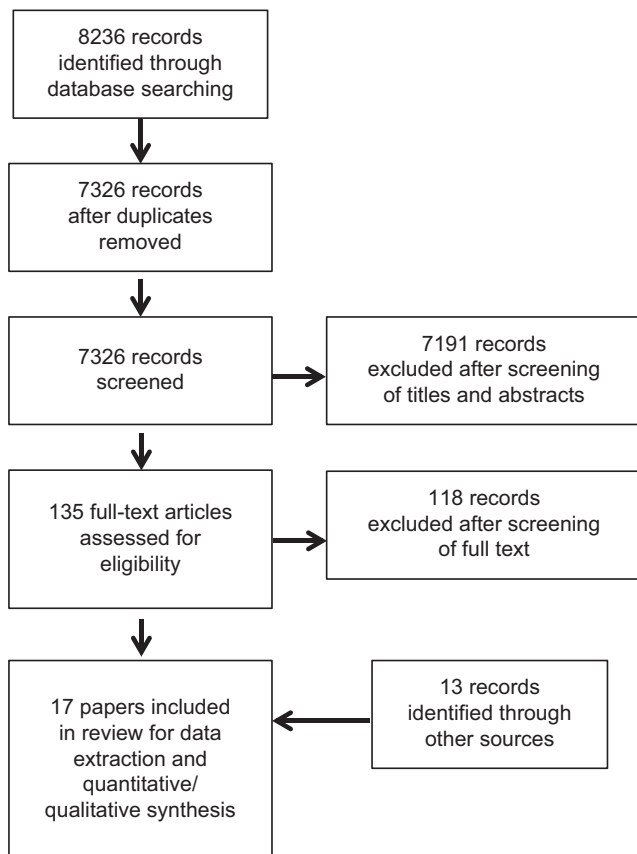 8236 records
identified through
database searching
7326 records
after duplicates
removed
7326 records
screened
7191 records
excluded after screening
of titles and abstracts
135 full-text articles
assessed for
eligibility
118 records
excluded after screening
of full text
17 papers included
in review for data
extraction and
quantitative/
qualitative synthesis
13 records
identified through
other sources